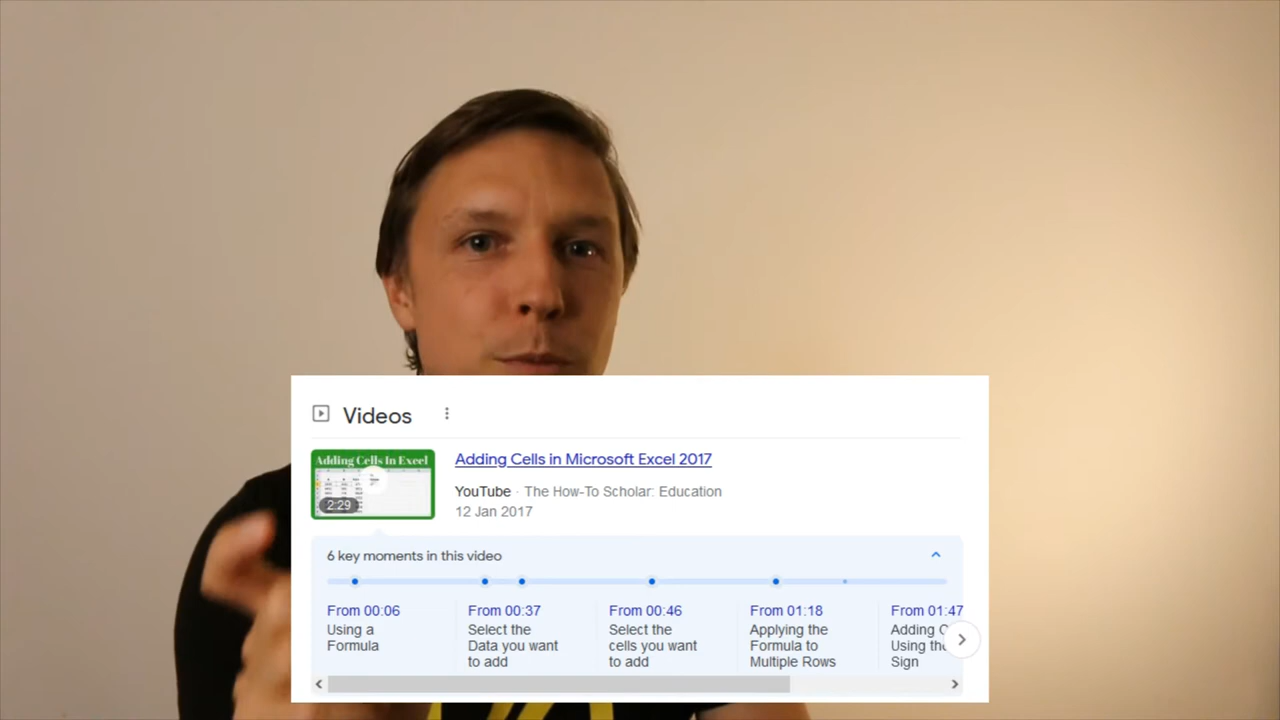 Videos
Adding Cells In Excel
2:29
Adding Cells in Microsoft Excel 2017
YouTube · The How-To Scholar: Education
12 Jan 2017
6 key moments in this video
From 00:06
Using a
Formula
From 00:37
Select the
Data you want
to add
From 00:46
Select the
cells you want
to add
From 01:18
Applying the
Formula to
Multiple Rows
From 01:47
Adding
Using
Sign